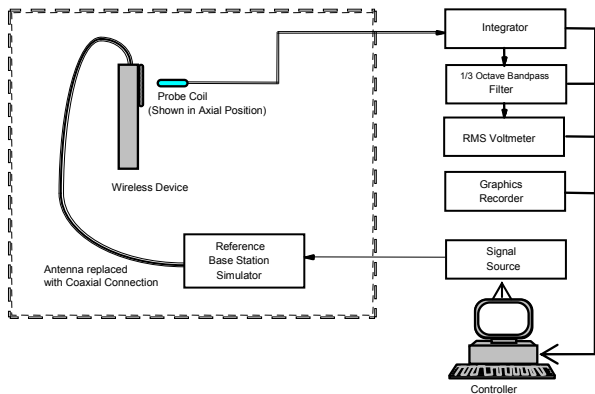 Integrator
1/3 Octave Bandpass
Filter
RMS Voltmeter
Graphics
Recorder
Signal
Source
Controller
Probe Coil
(Shown in Axial Position)
Wireless Device
Reference
Base Station
Simulator
Antenna replaced
with Coaxial Connection